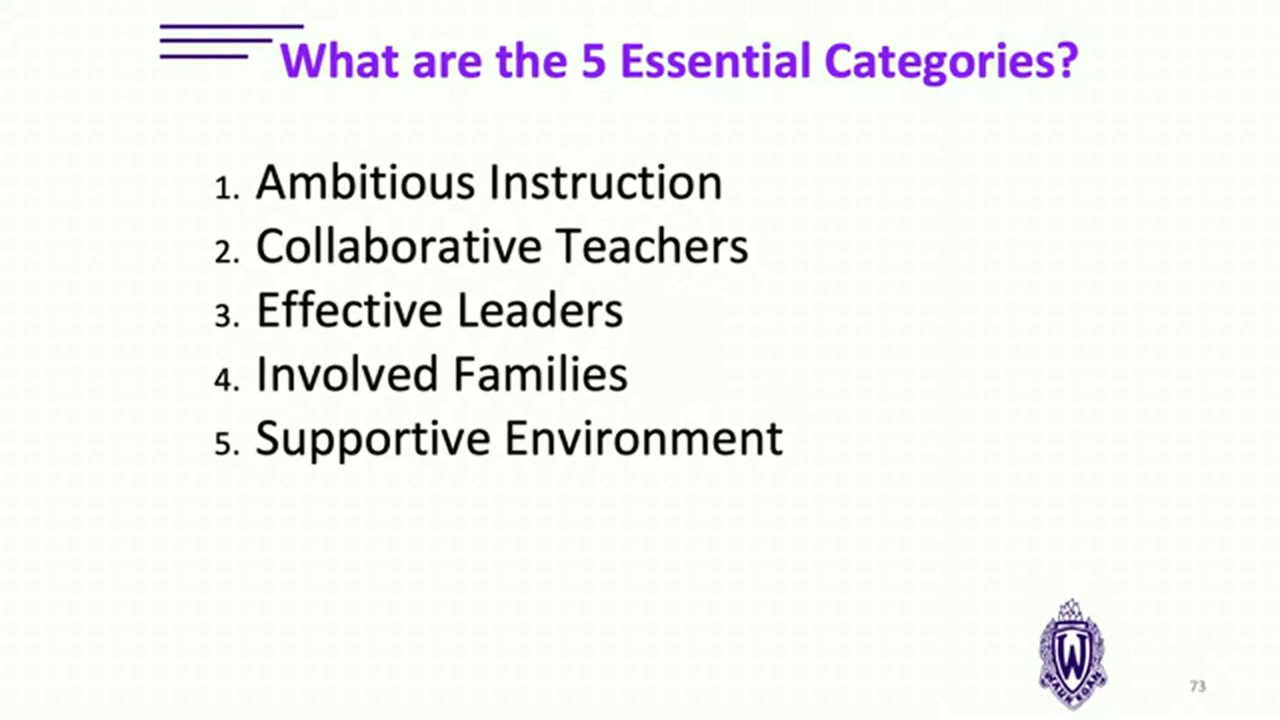 What are the 5 Essential Categories?
1. Ambitious Instruction
2. Collaborative Teachers
3. Effective Leaders
4. Involved Families
5. Supportive Environment
W
WAUKEGAN
73